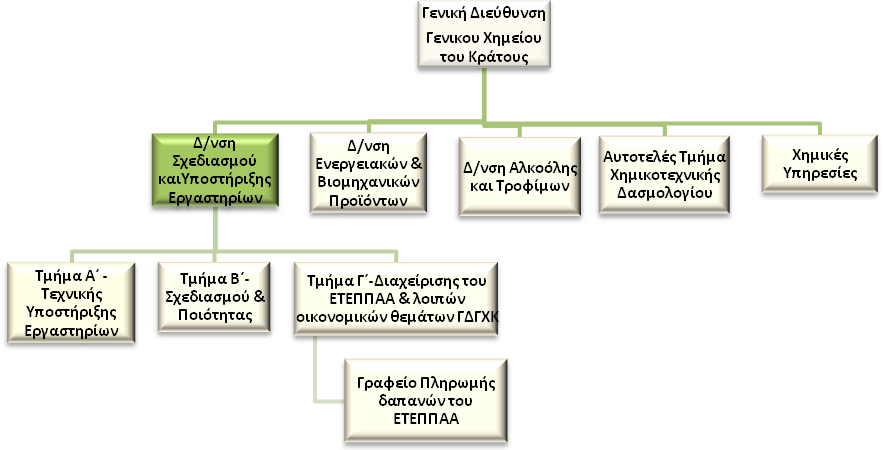 Γενική Διεύθυνση
Γενικου Χημείου
του Κράτους
Δ/νση
Σχεδιασμού
καιΥποστήριξης
Εργαστηρίων
Δ/νση
Ενεργειακών &
Βιομηχανικών
Προϊόντων
Δ/νση Αλκοόλης
και Τροφίμων
Αυτοτελές Τμήμα
Χημικοτεχνικής
Δασμολογίου
Χημικές
Υπηρεσίες
Τμήμα Α΄ -
Τεχνικής
Υποστήριξης
Εργαστηρίων
Τμήμα Β΄-
Σχεδιασμού &
Ποιότητας
Τμήμα Γ΄-Διαχείρισης του
ΕΤΕΠΠΑΑ & λοιπών
οικονομικών θεμάτων ΓΔΓΧΚ
Γραφείο Πληρωμής
δαπανών του
ΕΤΕΠΠΑΑ